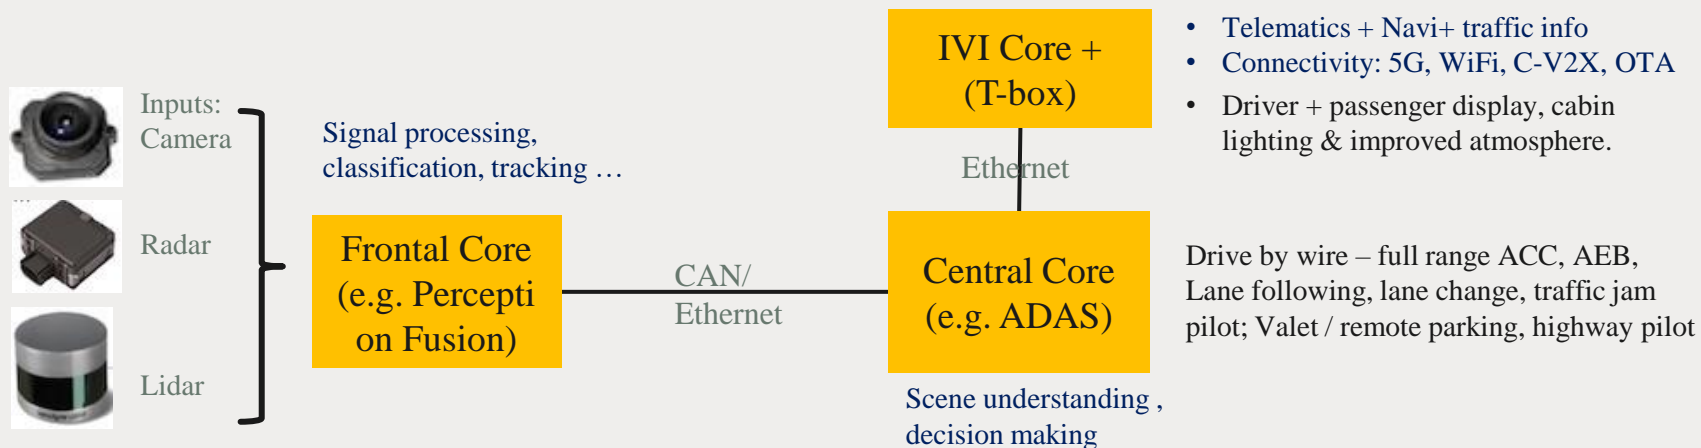 Inputs:
Camera
Radar
Lidar
Signal processing,
classification, tracking …
Frontal Core
(e.g. Percepti
on Fusion)
CAN/
Ethernet
IVI Core +
(T-box)
Ethernet
Central Core
(e.g. ADAS)
Scene understanding ,
decision making
• Telematics + Navi+ traffic info
• Connectivity: 5G, WiFi, C-V2X, OTA
• Driver + passenger display, cabin
lighting & improved atmosphere.
Drive by wire – full range ACC, AEB,
Lane following, lane change, traffic jam
pilot; Valet / remote parking, highway pilot